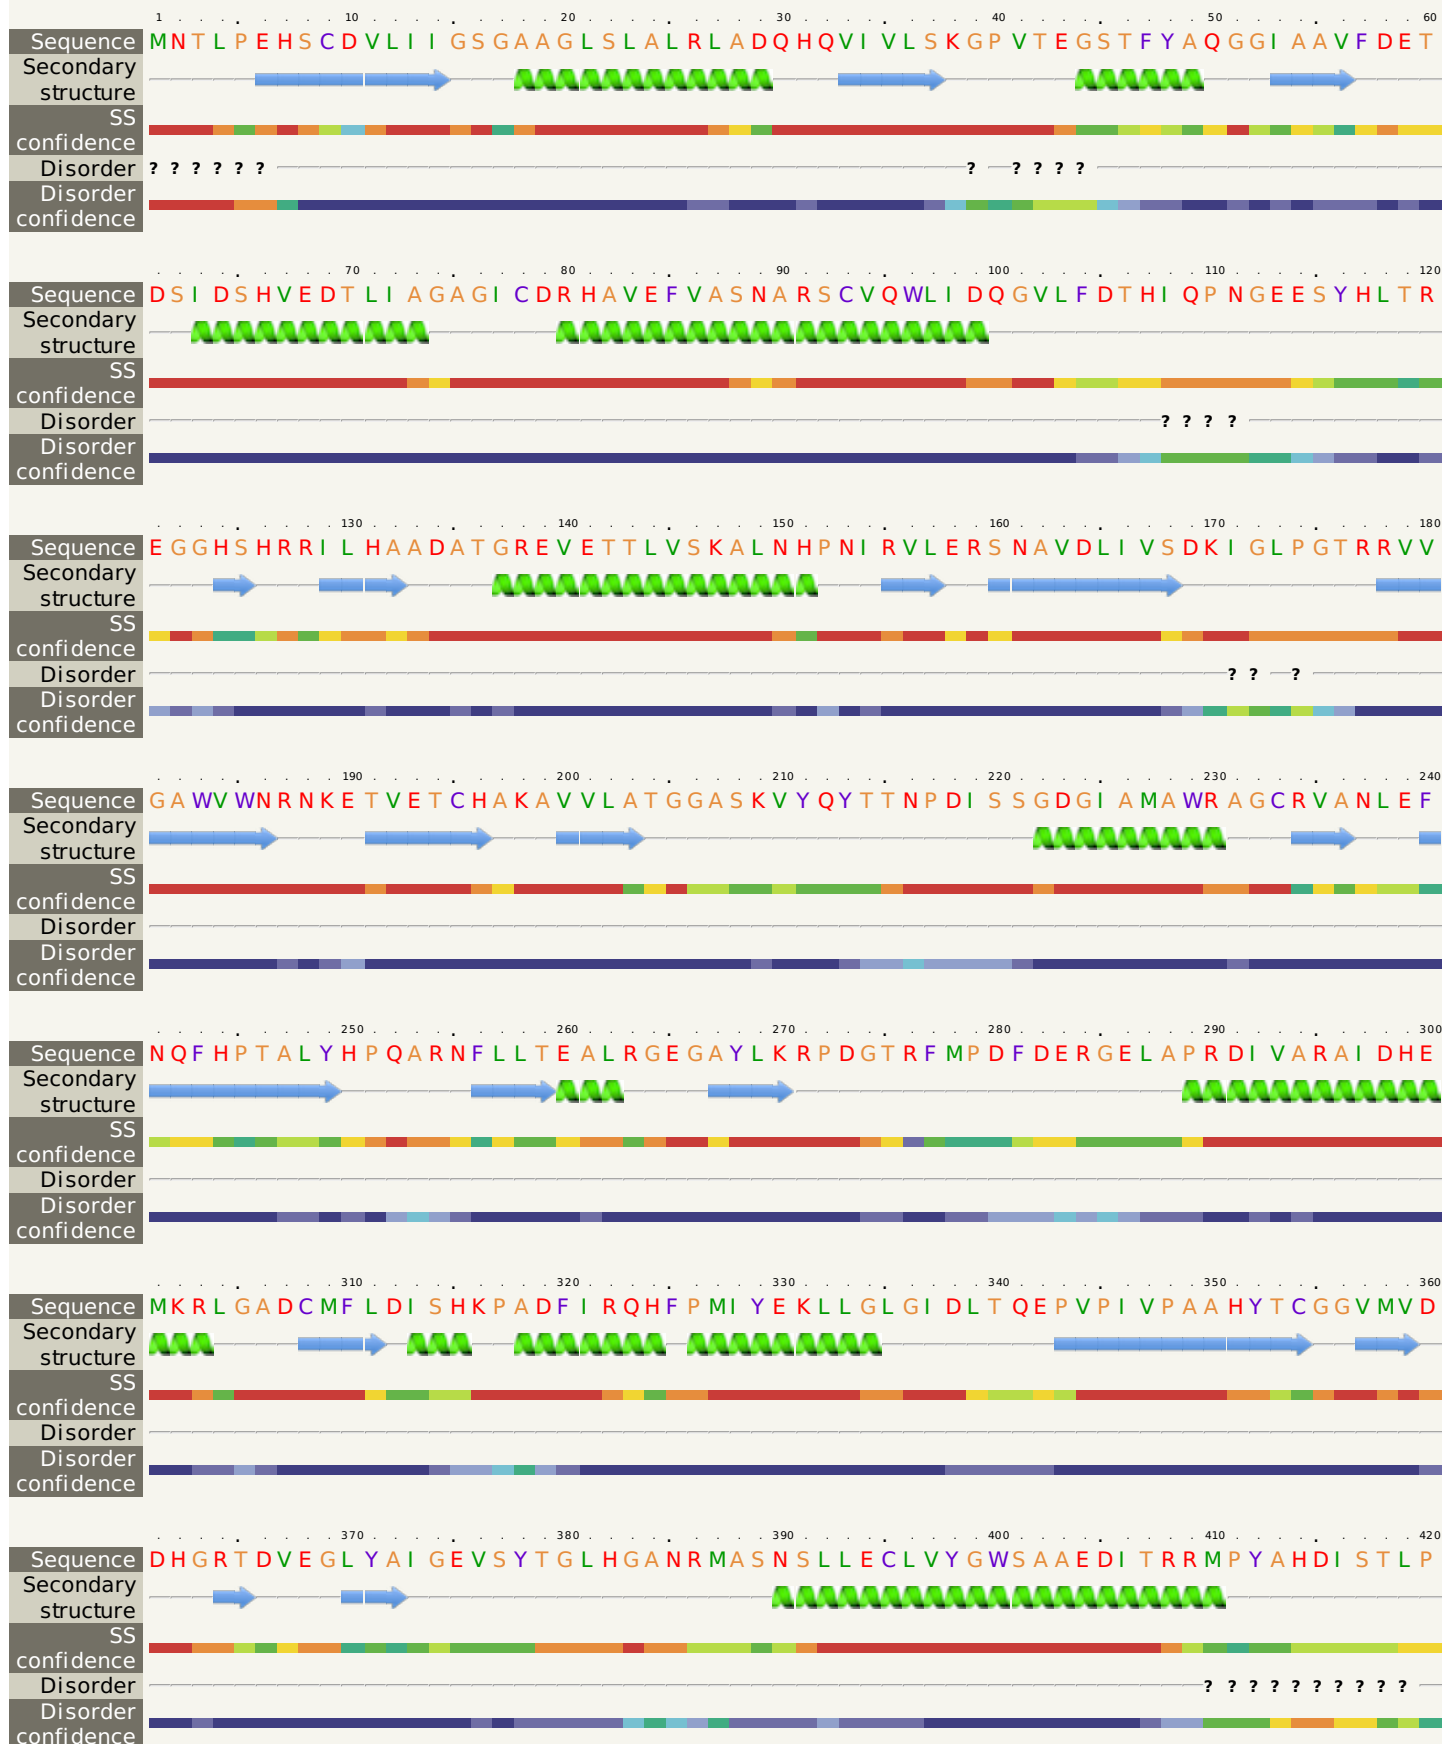 1 . . . . . . . . 10 . . . . . . . . . 20 . . . . . . . . . 30 . . . . . . . . . 40 . . . . . . . . . 50 . . . . . . . . . 60
Sequence MNTLPEHSCDVLIIGSGAAGLSLALRLADQHQVIVLSKGPVTEGSTFYAQGGIAAVFDET
Secondary
structure
SS
confidence
Disorder ? ? ? ? ? ? ? ? ? ? ?
Disorder
confidence
. . . . . . . . . 70 . . . . . . . . . 80 . . . . . . . . . 90 . . . . . . . . . 100 . . . . . . . . . 110 . . . . . . . . . 120
Sequence DSIDSHVEDTLIAGAGICDRHAVEFVASNARSCVQWLIDQGVLFDTHIQPNGEESYHLTR
Secondary
structure
SS
confidence
Disorder ? ? ? ?
Disorder
confidence
. . . . . . . . . 130 . . . . . . . . . 140 . . . . . . . . . 150 . . . . . . . . . 160 . . . . . . . . . 170 . . . . . . . . . 180
Sequence EGGHSHRRILHAADATGREVETTLVSKALNHPNIRVLERSNAVDLIVSDKIGLPGTRRVV
Secondary
structure
SS
confidence
Disorder ? ? ?
Disorder
confidence
. . . . . . . . . 190 . . . . . . . . . 200 . . . . . . . . . 210 . . . . . . . . . 220 . . . . . . . . . 230 . . . . . . . . . 240
Sequence GAWVWNRNKETVETCHAKAVVLATGGASKVYQYTTNPDISSGDGIAMAWRAGCRVANLEF
Secondary
structure
SS
confidence
Disorder
Disorder
confidence
. . . . . . . . . 250 . . . . . . . . . 260 . . . . . . . . . 270 . . . . . . . . . 280 . . . . . . . . . 290 . . . . . . . . . 300
Sequence NQFHPTALYHPQARNFLLTEALRGEGAYLKRPDGTRFMPDFDERGELAPRDIVARAIDHE
Secondary
structure
SS
confidence
Disorder
Disorder
confidence
. . . . . . . . . 310 . . . . . . . . . 320 . . . . . . . . . 330 . . . . . . . . . 340 . . . . . . . . . 350 . . . . . . . . . 360
Sequence MKRLGADCMFLDISHKPADFIRQHFPMIYEKLLGLGIDLTQEPVPIVPAAHYTCGGVMVD
Secondary
structure
SS
confidence
Disorder
Disorder
confidence
. . . . . . . . . 370 . . . . . . . . . 380 . . . . . . . . . 390 . . . . . . . . . 400 . . . . . . . . . 410 . . . . . . . . . 420
Sequence DHGRTDVEGLYAIGEVSYTGLHGANRMASNSLLECLVYGWSAAEDITRRMPYAHDISTLP
Secondary
structure
SS
confidence
Disorder ? ? ? ? ? ? ? ? ? ?
Disorder
confidence